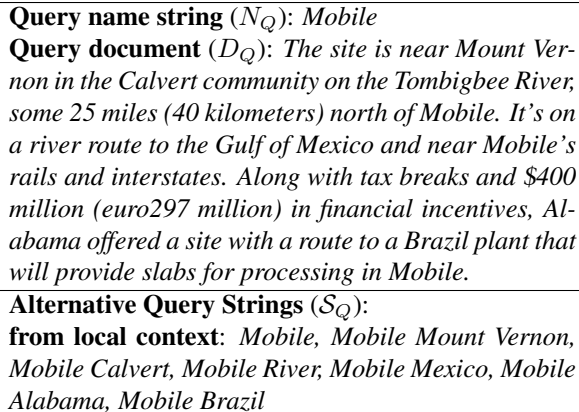 Query name string (N_Q): Mobile
Query document (D_Q): The site is near Mount Ver-
non in the Calvert community on the Tombigbee River,
some 25 miles (40 kilometers) north of Mobile. It's on
a river route to the Gulf of Mexico and near Mobile's
rails and interstates. Along with tax breaks and $400
million (euro297 million) in financial incentives, Al-
abama offered a site with a route to a Brazil plant that
will provide slabs for processing in Mobile.
Alternative Query Strings (S_Q):
from local context: Mobile, Mobile Mount Vernon,
Mobile Calvert, Mobile River, Mobile Mexico, Mobile
Alabama, Mobile Brazil